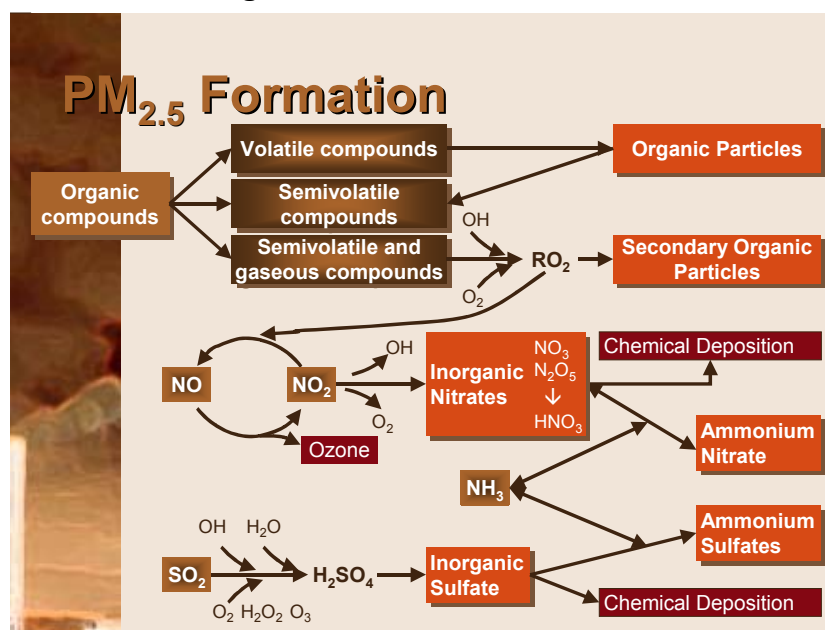 PM2.5 Formation
Volatile compounds
Organic Particles
Organic
compounds
Semivolatile
compounds
OH
Semivolatile and
gaseous compounds
O2
RO2
Secondary Organic
Particles
NO
NO2
OH
O2
Ozone
Inorganic
Nitrates
NO3
N2O5
↓
HNO3
Chemical Deposition
Ammonium
Nitrate
NH3
Ammonium
Sulfates
OH H2O
SO2
O2 H2O2 O3
H2SO4
Inorganic
Sulfate
Chemical Deposition